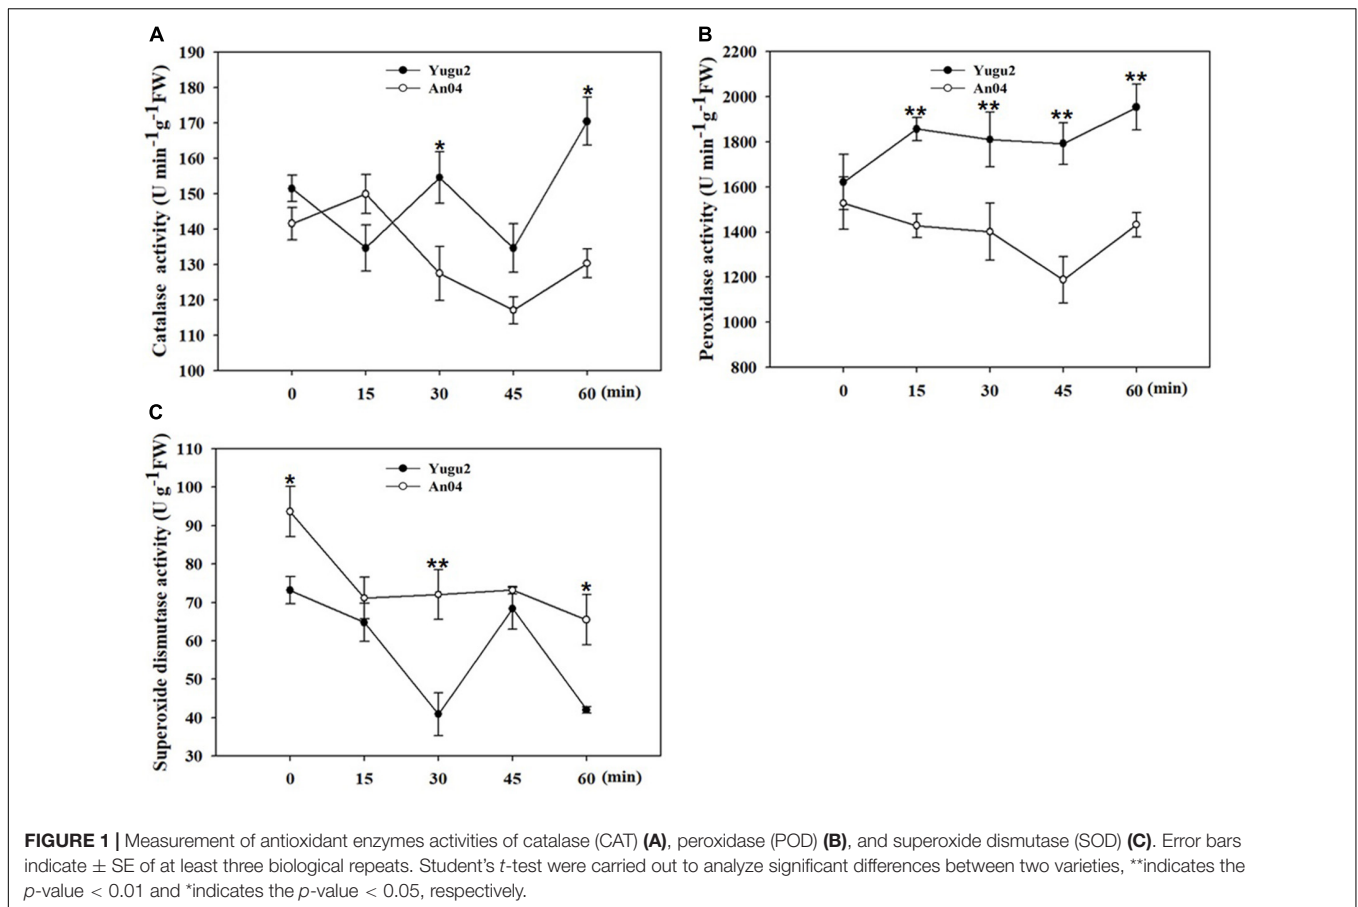 A
190
180
170
160
150
140
130
120
110
100
Catalase activity (U min⁻¹g⁻¹FW)
Yugu2
An04
*
*
0 15 30 45 60 (min)
B
2200
2000
1800
1600
1400
1200
1000
800
Peroxidase activity (U min⁻¹g⁻¹FW)
Yugu2
An04
**
**
**
**
0 15 30 45 60 (min)
C
110
100
90
80
70
60
50
40
30
Superoxide dismutase activity (U g⁻¹FW)
Yugu2
An04
*
**
*
0 15 30 45 60 (min)
FIGURE 1 | Measurement of antioxidant enzymes activities of catalase (CAT) (A), peroxidase (POD) (B), and superoxide dismutase (SOD) (C). Error bars
indicate ± SE of at least three biological repeats. Student's t-test were carried out to analyze significant differences between two varieties, **indicates the
p-value < 0.01 and *indicates the p-value < 0.05, respectively.